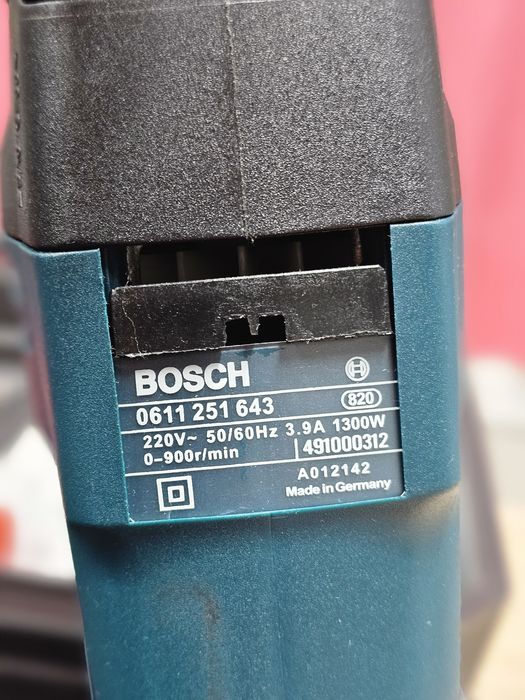 BOSCH
0611 251 643 820
220V~ 50/60Hz 3.9A 1300W
0-900r/min 491000312
A012142
Made in Germany